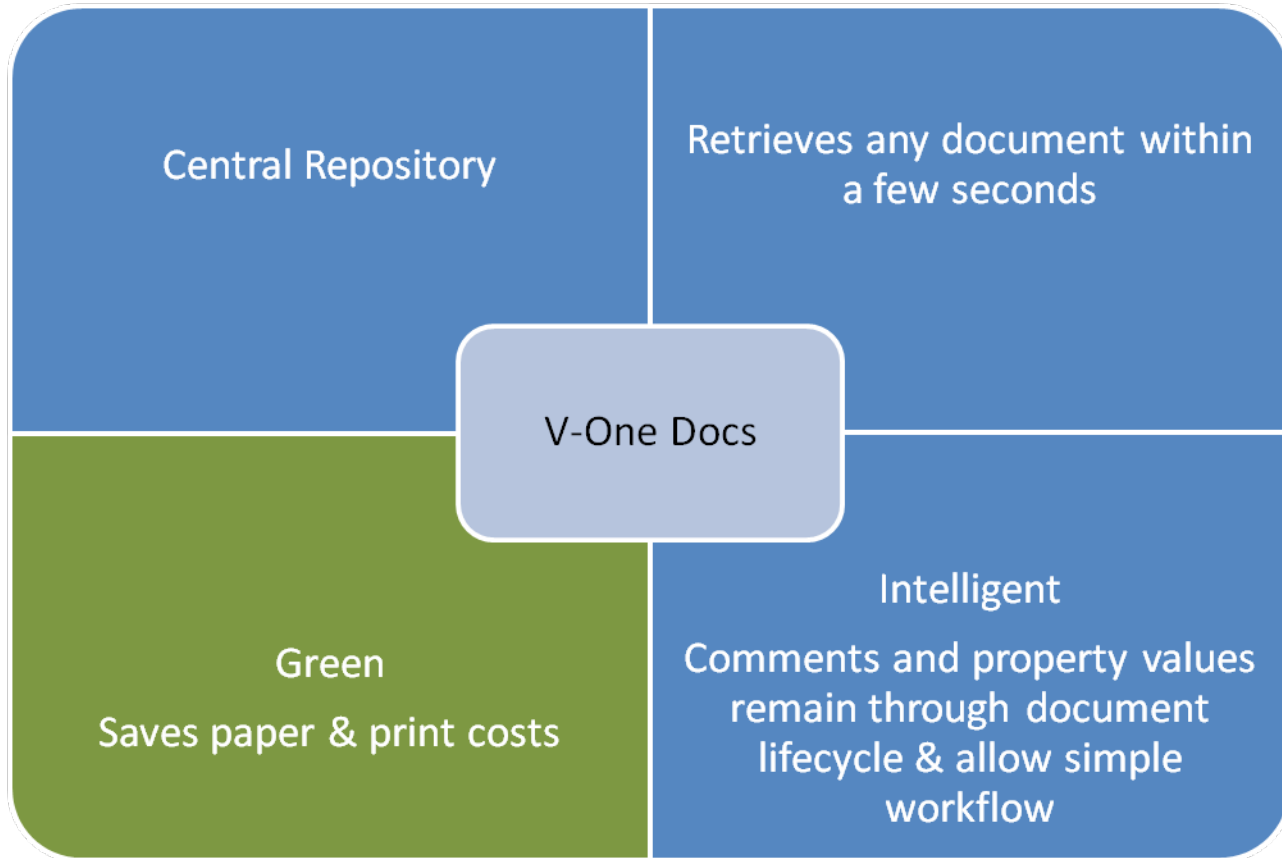 Central Repository
Retrieves any document within
a few seconds
V-One Docs
Green
Saves paper & print costs
Intelligent
Comments and property values
remain through document
lifecycle & allow simple
workflow